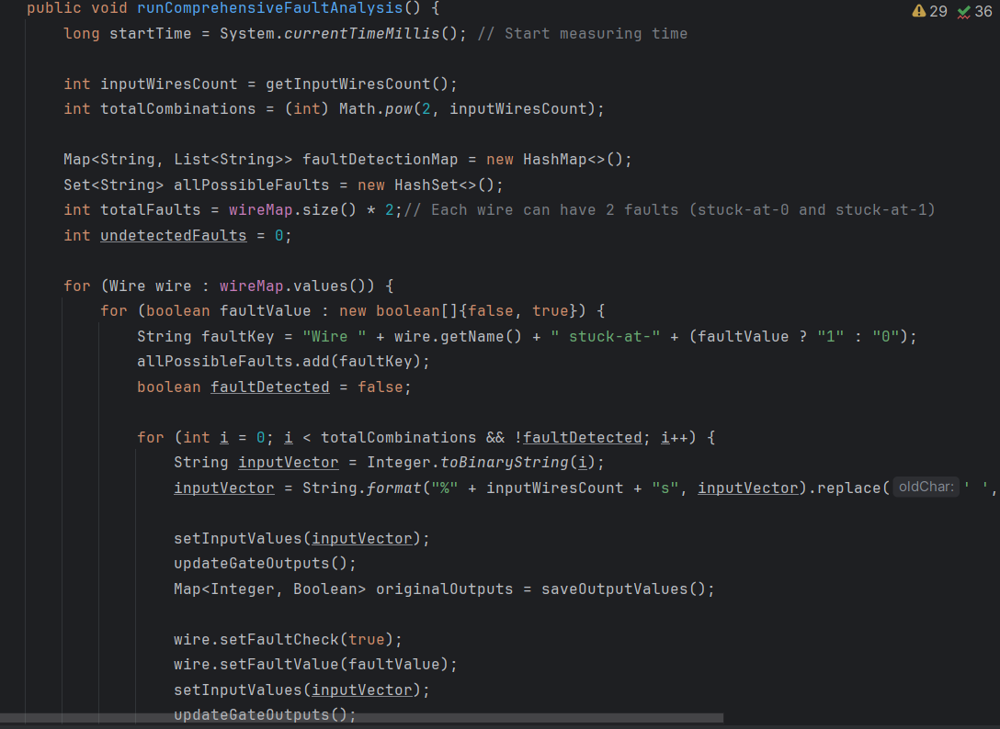 public void runComprehensiveFaultAnalysis() {
29 36
long startTime = System.currentTimeMillis(); // Start measuring time
int inputWiresCount = getInputWiresCount();
int totalCombinations = (int) Math.pow(2, inputWiresCount);
Map<String, List<String>> faultDetectionMap = new HashMap<>();
Set<String> allPossibleFaults = new HashSet<>();
int totalFaults = wireMap.size() * 2;// Each wire can have 2 faults (stuck-at-0 and stuck-at-1)
int undetectedFaults = 0;
for (Wire wire : wireMap.values()) {
for (boolean faultValue : new boolean[]{false, true}) {
String faultKey = "Wire " + wire.getName() + " stuck-at-" + (faultValue ? "1" : "0");
allPossibleFaults.add(faultKey);
boolean faultDetected = false;
for (int i = 0; i < totalCombinations && !faultDetected; i++) {
String inputVector = Integer.toBinaryString(i);
inputVector = String.format("%" + inputWiresCount + "s", inputVector).replace( oldChar: ' ',
setInputValues(inputVector);
updateGateOutputs();
Map<Integer, Boolean> originalOutputs = saveOutputValues();
wire.setFaultCheck(true);
wire.setFaultValue(faultValue);
setInputValues(inputVector);
updateGateOutputs();